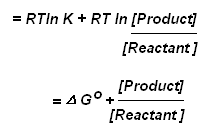 = RTln K + RT ln [Product]
[Reactant ]
= Δ G° + [Product]
[Reactant ]